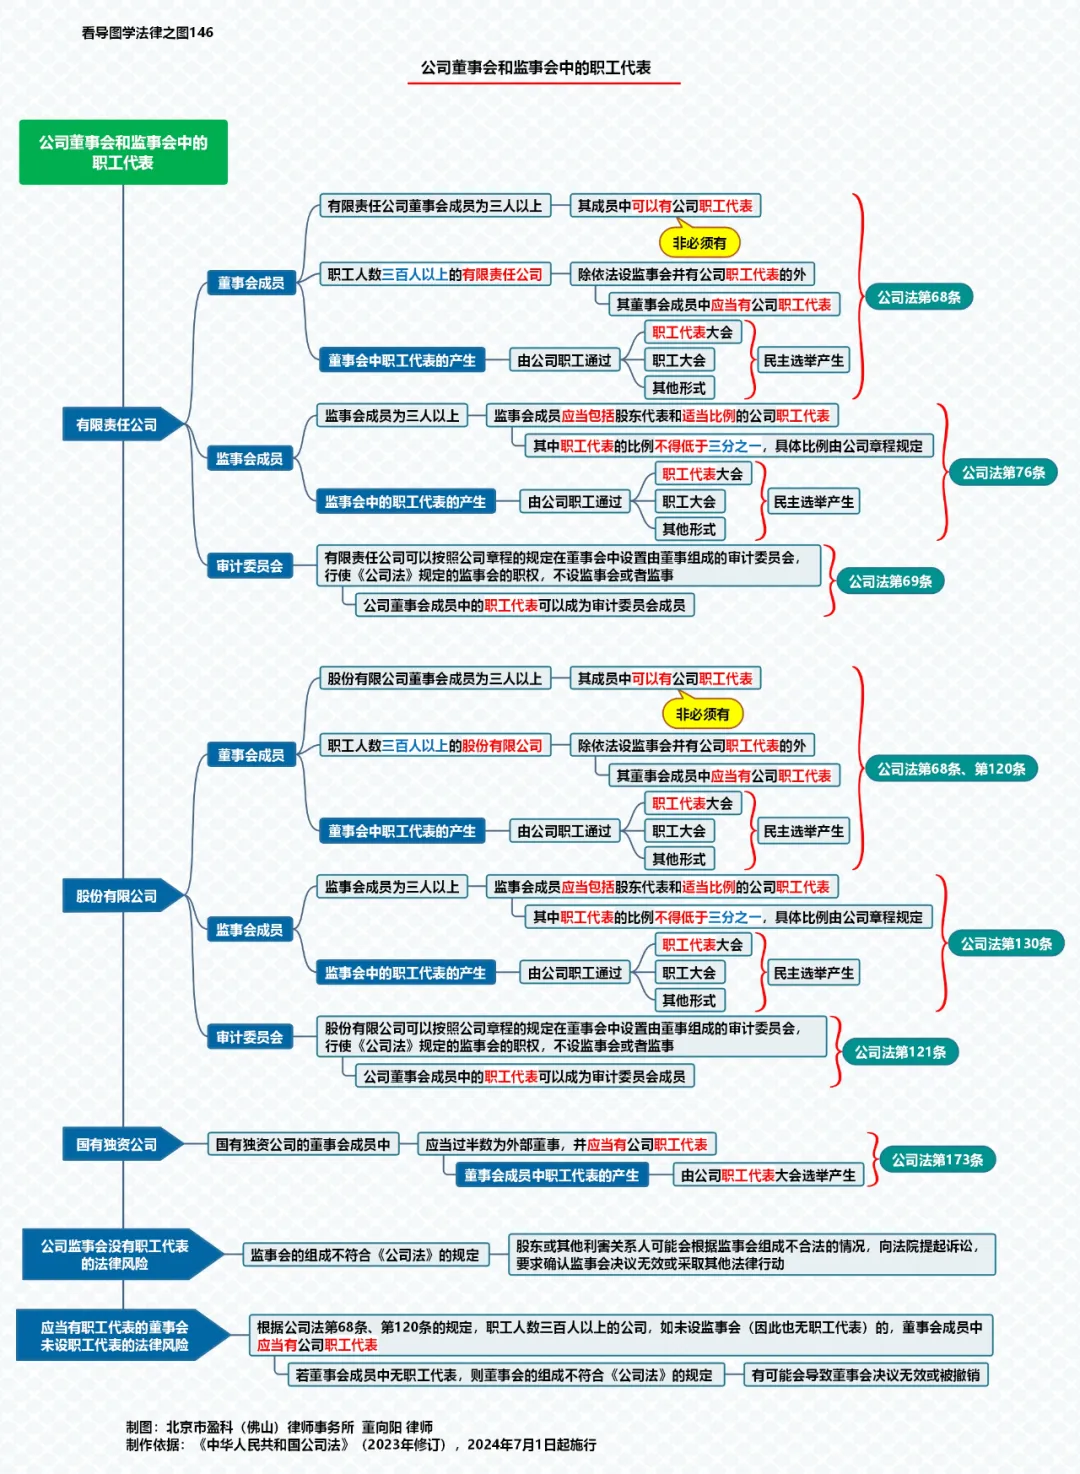 看导图学法律之图146
公司董事会和监事会中的职工代表
公司董事会和监事会中的
职工代表
有限责任公司
董事会成员
有限责任公司董事会成员为三人以上
其成员中可以有公司职工代表
非必须有
职工人数三百人以上的有限责任公司
除依法设监事会并有公司职工代表的外
其董事会成员中应当有公司职工代表
董事会中职工代表的产生
由公司职工通过
职工代表大会
职工大会
其他形式
民主选举产生
公司法第68条
监事会成员
监事会成员为三人以上
监事会成员应当包括股东代表和适当比例的公司职工代表
其中职工代表的比例不得低于三分之一，具体比例由公司章程规定
监事会中的职工代表的产生
由公司职工通过
职工代表大会
职工大会
其他形式
民主选举产生
公司法第76条
审计委员会
有限责任公司可以按照公司章程的规定在董事会中设置由董事组成的审计委员会，
行使《公司法》规定的监事会的职权，不设监事会或者监事
公司董事会成员中的职工代表可以成为审计委员会成员
公司法第69条
股份有限公司
董事会成员
股份有限公司董事会成员为三人以上
其成员中可以有公司职工代表
非必须有
职工人数三百人以上的股份有限公司
除依法设监事会并有公司职工代表的外
其董事会成员中应当有公司职工代表
董事会中职工代表的产生
由公司职工通过
职工代表大会
职工大会
其他形式
民主选举产生
公司法第68条、第120条
监事会成员
监事会成员为三人以上
监事会成员应当包括股东代表和适当比例的公司职工代表
其中职工代表的比例不得低于三分之一，具体比例由公司章程规定
监事会中的职工代表的产生
由公司职工通过
职工代表大会
职工大会
其他形式
民主选举产生
公司法第130条
审计委员会
股份有限公司可以按照公司章程的规定在董事会中设置由董事组成的审计委员会，
行使《公司法》规定的监事会的职权，不设监事会或者监事
公司董事会成员中的职工代表可以成为审计委员会成员
公司法第121条
国有独资公司
国有独资公司的董事会成员中
应当过半数为外部董事，并应当有公司职工代表
董事会成员中职工代表的产生
由公司职工代表大会选举产生
公司法第173条
公司监事会没有职工代表
的法律风险
监事会的组成不符合《公司法》的规定
股东或其他利害关系人可能会根据监事会组成不合法的情况，向法院提起诉讼，
要求确认监事会决议无效或采取其他法律行动
应当有职工代表的董事会
未设职工代表的法律风险
根据公司法第68条、第120条的规定，职工人数三百人以上的公司，如未设监事会（因此也无职工代表）的，董事会成员中
应当有公司职工代表
若董事会成员中无职工代表，则董事会的组成不符合《公司法》的规定
有可能会导致董事会决议无效或被撤销
制图：北京市盈科（佛山）律师事务所 董向阳 律师
制作依据：《中华人民共和国公司法》（2023年修订），2024年7月1日起施行